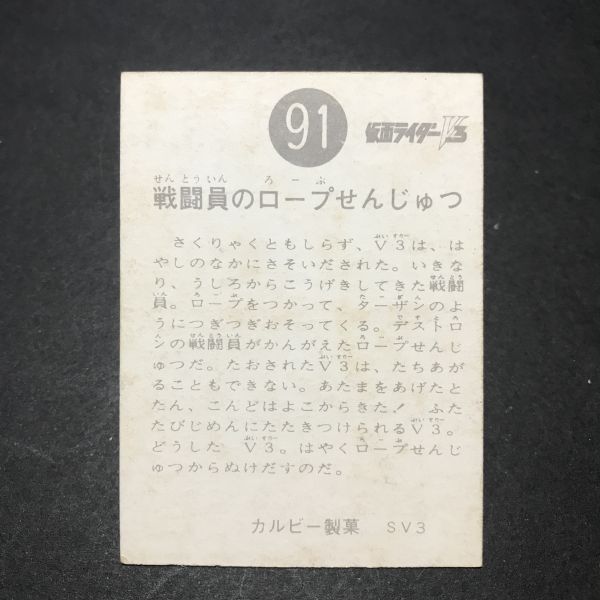 91
仮面ライダーV3
せんとういん ろーぷ
戦闘員のロープせんじゅつ
さくりゃくともしらず、V3は、は
やしのなかにさそいだされた。いきな
り、うしろからこうげきしてきた戦闘
員。ロープをつかって、ターザンのよ
うにつぎつぎおそってくる。デストロ
ンの戦闘員がかんがえたロープせんじ
ゅつだ。たおされたV3は、たちあが
ることもできない。あたまをあげたと
たん、こんどはよこからきた! ふた
たびじめんにたたきつけられるV3。
どうした V3。はやくロープせんじ
ゅつからぬけだすのだ。
カルビー製菓 SV3